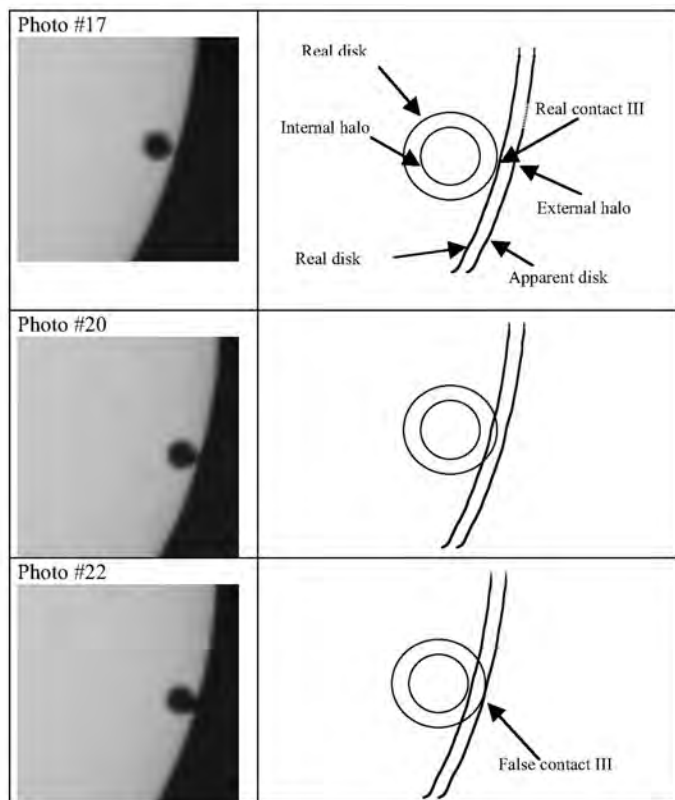 Photo #17
Real disk
Real contact III
Internal halo
External halo
Real disk
Apparent disk
Photo #20
Photo #22
False contact III